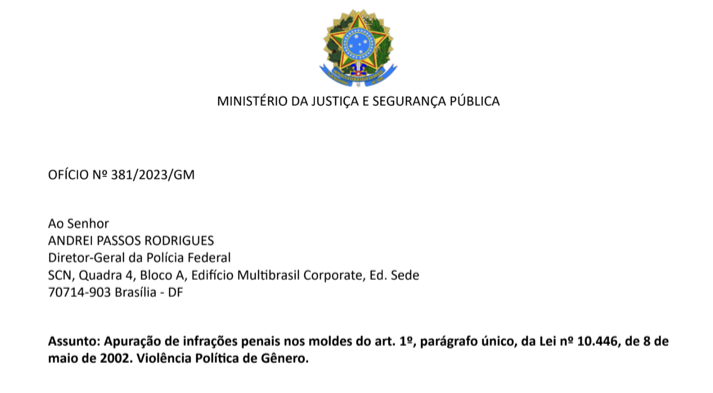 MINISTÉRIO DA JUSTIÇA E SEGURANÇA PÚBLICA
OFÍCIO Nº 381/2023/GM
Ao Senhor
ANDREI PASSOS RODRIGUES
Diretor-Geral da Polícia Federal
SCN, Quadra 4, Bloco A, Edifício Multibrasil Corporate, Ed. Sede
70714-903 Brasília - DF
Assunto: Apuração de infrações penais nos moldes do art. 1º, parágrafo único, da Lei nº 10.446, de 8 de
maio de 2002. Violência Política de Gênero.